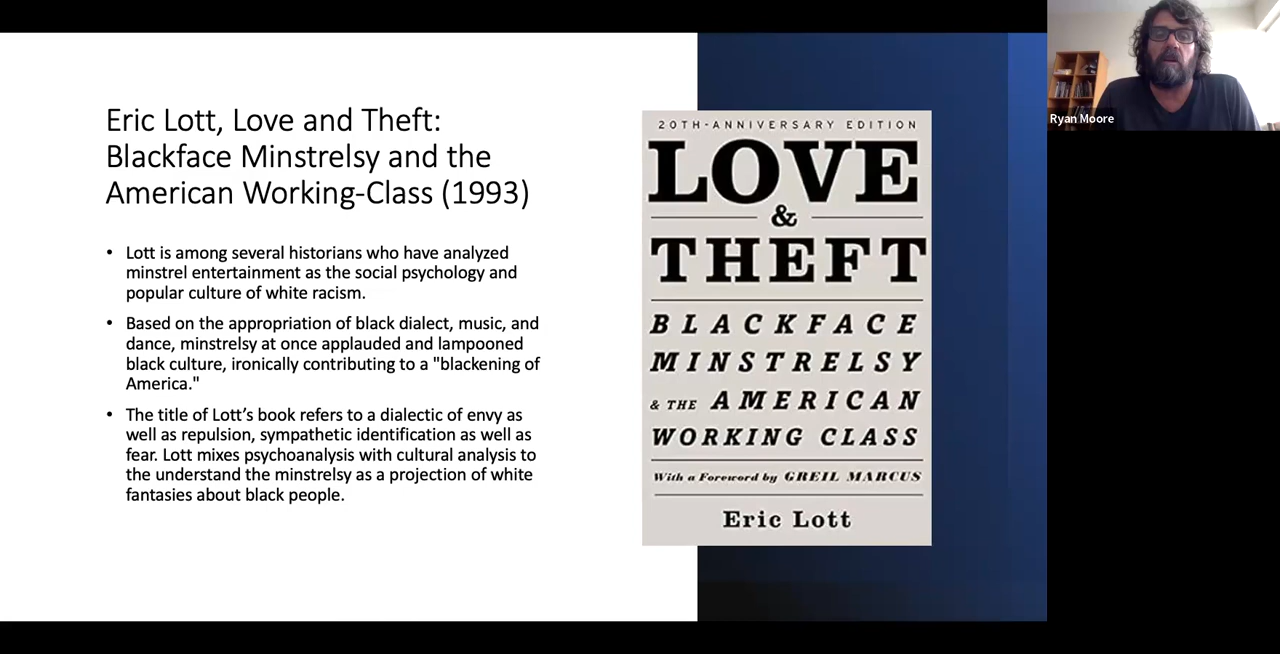 Eric Lott, Love and Theft:
Blackface Minstrelsy and the
American Working-Class (1993)
• Lott is among several historians who have analyzed
minstrel entertainment as the social psychology and
popular culture of white racism.
• Based on the appropriation of black dialect, music, and
dance, minstrelsy at once applauded and lampooned
black culture, ironically contributing to a "blackening of
America."
• The title of Lott’s book refers to a dialectic of envy as
well as repulsion, sympathetic identification as well as
fear. Lott mixes psychoanalysis with cultural analysis to
the understand the minstrelsy as a projection of white
fantasies about black people.
20TH-ANNIVERSARY EDITION
LOVE
&
THEFT
BLACKFACE
MINSTRELSY
& THE AMERICAN
WORKING CLASS
With a Foreword by GREIL MARCUS
Eric Lott
Ryan Moore